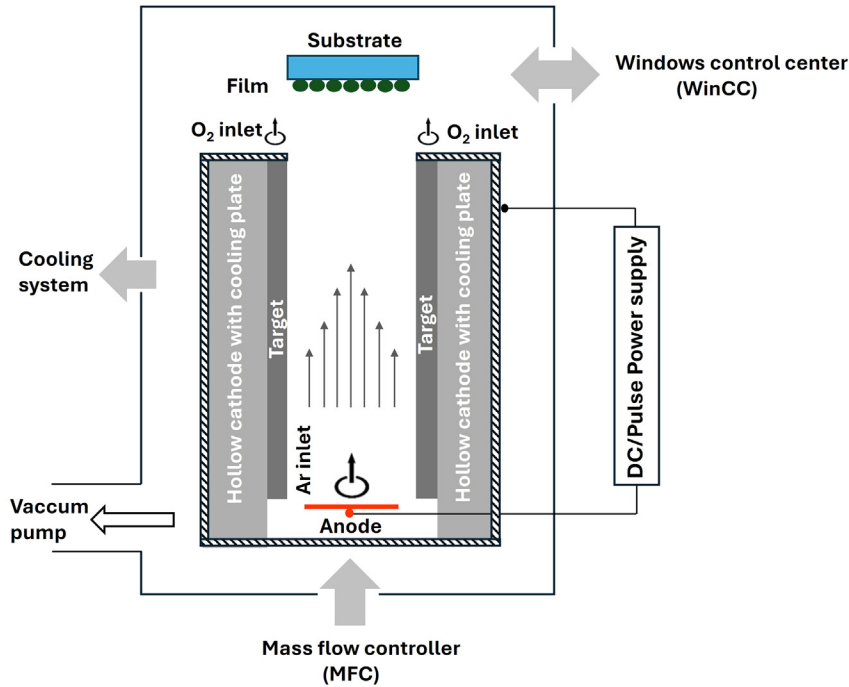 Substrate
Film
Windows control center
(WinCC)
O₂ inlet
O₂ inlet
Hollow cathode with cooling plate
Target
Target
Hollow cathode with cooling plate
Cooling
system
DC/Pulse Power supply
Ar inlet
Anode
Vaccum
pump
Mass flow controller
(MFC)